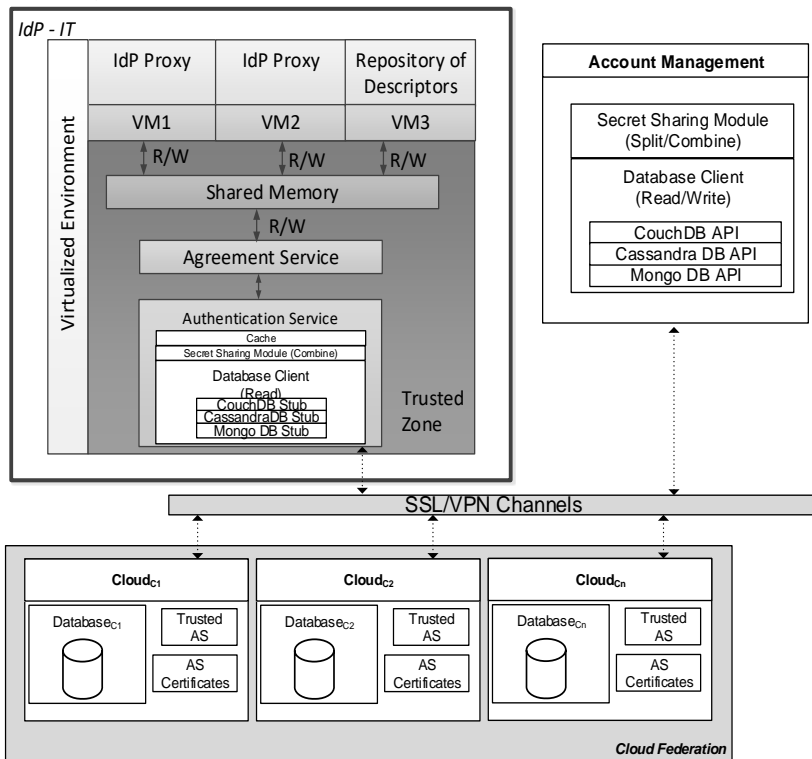 IdP - IT
Virtualized Environment
IdP Proxy
IdP Proxy
Repository of
Descriptors
VM1
VM2
VM3
R/W
R/W
R/W
Shared Memory
R/W
Agreement Service
Authentication Service
Cache
Secret Sharing Module (Combine)
Database Client
(Read)
CouchDB Stub
CassandraDB Stub
Mongo DB Stub
Trusted
Zone
Account Management
Secret Sharing Module
(Split/Combine)
Database Client
(Read/Write)
CouchDB API
Cassandra DB API
Mongo DB API
SSL/VPN Channels
CloudC1
DatabaseC1
Trusted
AS
AS
Certificates
CloudC2
DatabaseC2
Trusted
AS
AS
Certificates
CloudCn
DatabaseCn
Trusted
AS
AS
Certificates
Cloud Federation